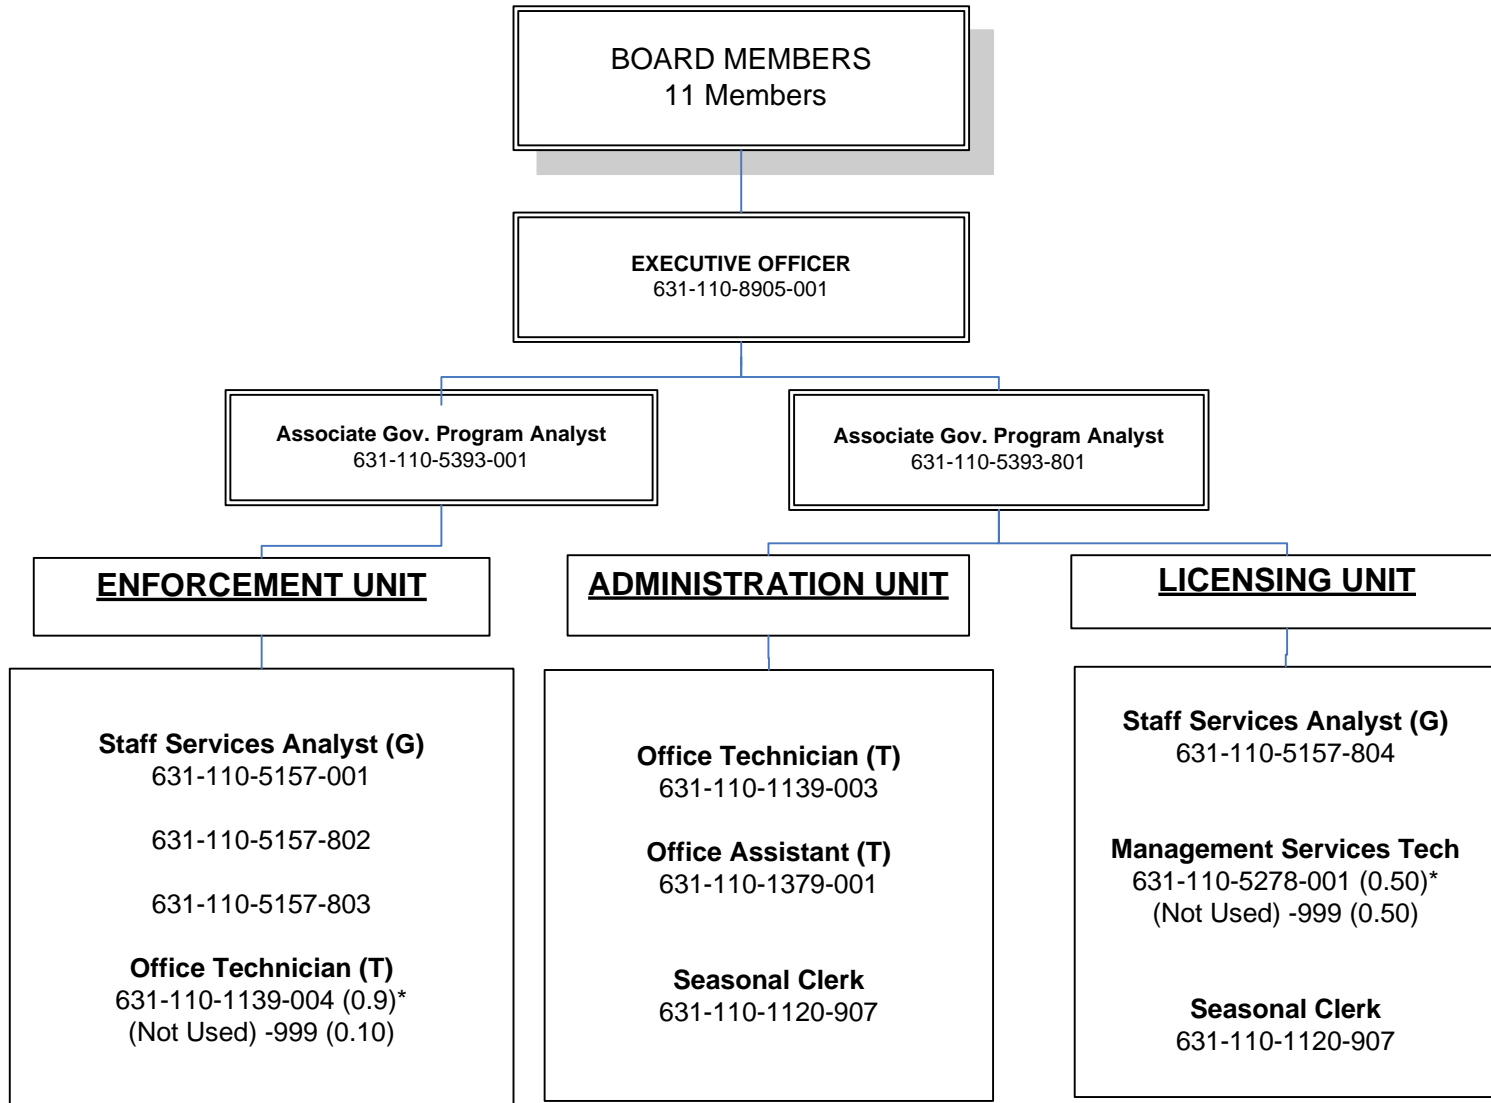 BOARD MEMBERS
11 Members
EXECUTIVE OFFICER
631-110-8905-001
Associate Gov. Program Analyst
631-110-5393-001
Associate Gov. Program Analyst
631-110-5393-801
ENFORCEMENT UNIT
Staff Services Analyst (G)
631-110-5157-001
631-110-5157-802
631-110-5157-803
Office Technician (T)
631-110-1139-004 (0.9)*
(Not Used) -999 (0.10)
ADMINISTRATION UNIT
Office Technician (T)
631-110-1139-003
Office Assistant (T)
631-110-1379-001
Seasonal Clerk
631-110-1120-907
LICENSING UNIT
Staff Services Analyst (G)
631-110-5157-804
Management Services Tech
631-110-5278-001 (0.50)*
(Not Used) -999 (0.50)
Seasonal Clerk
631-110-1120-907